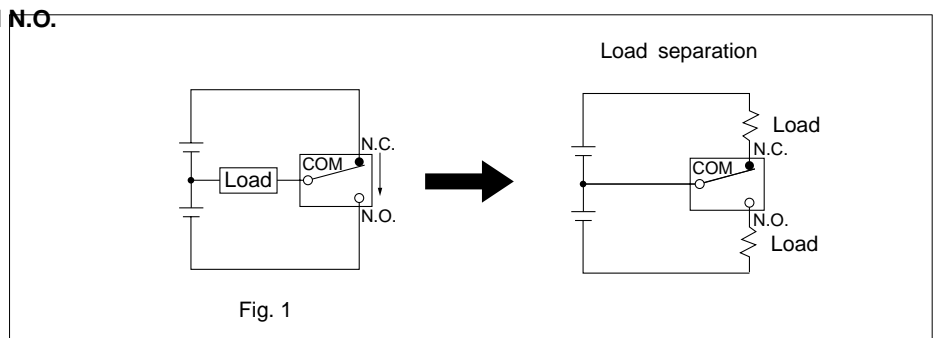 N.O.
Load separation
N.C.
COM
Load
N.O.
Fig. 1
Load
N.C.
COM
N.O.
Load